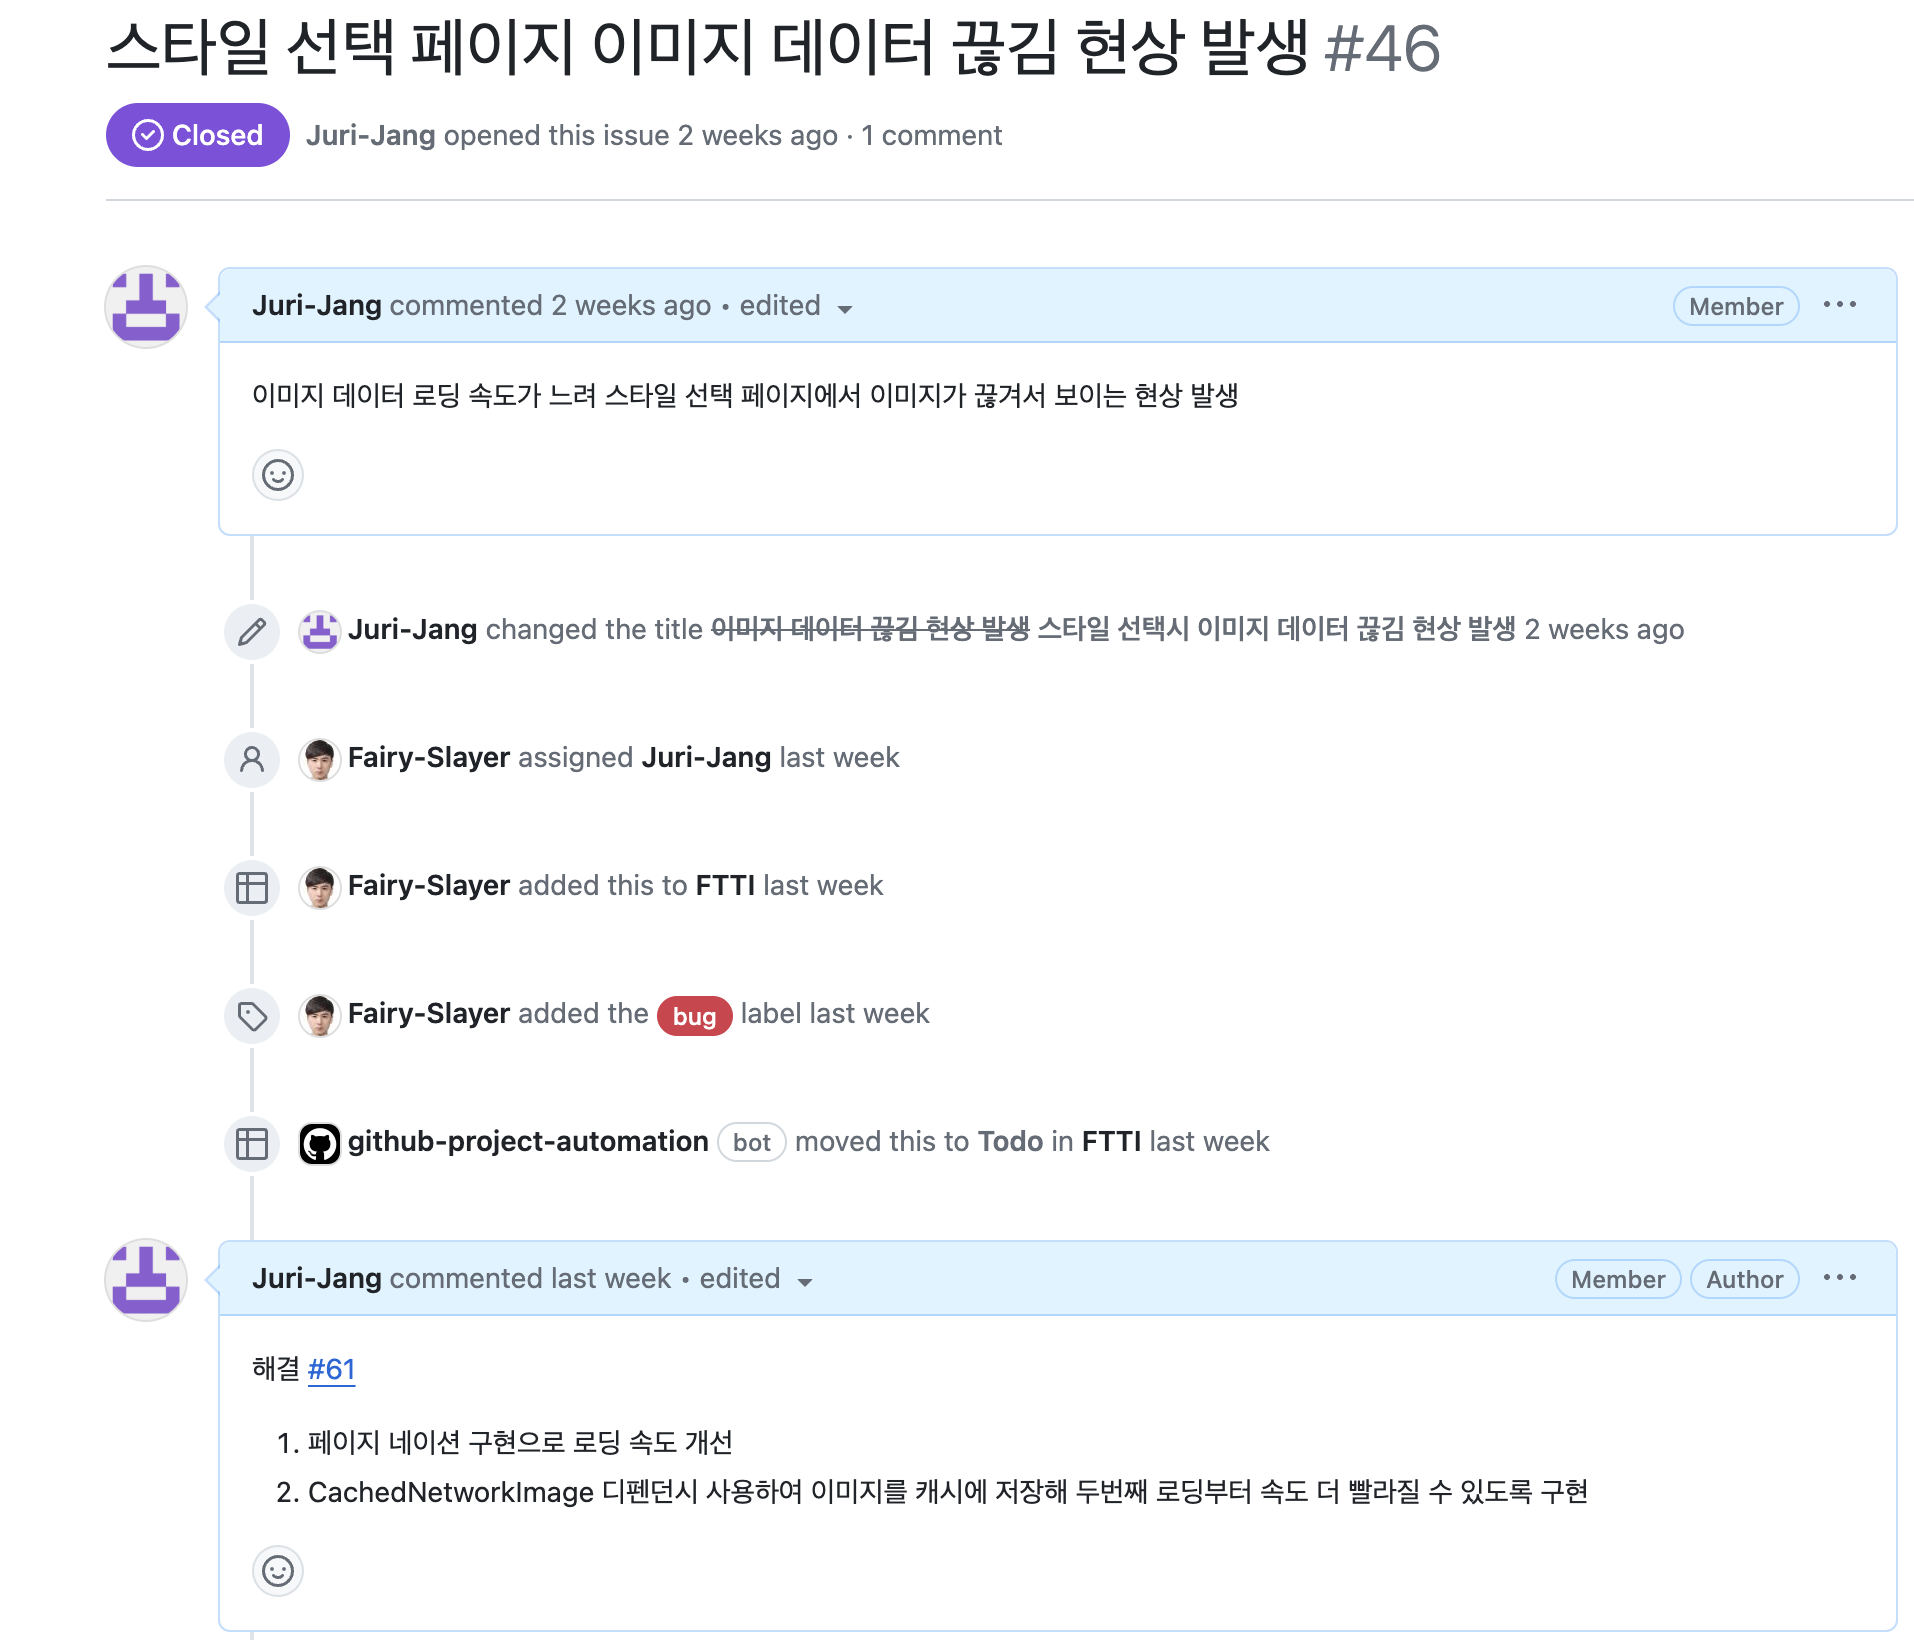 스타일 선택 페이지 이미지 데이터 끊김 현상 발생 #46
Closed Juri-Jang opened this issue 2 weeks ago · 1 comment
Juri-Jang commented 2 weeks ago • edited Member ···
이미지 데이터 로딩 속도가 느려 스타일 선택 페이지에서 이미지가 끊겨서 보이는 현상 발생
Juri-Jang changed the title 이미지 데이터 끊김 현상 발생 스타일 선택시 이미지 데이터 끊김 현상 발생 2 weeks ago
Fairy-Slayer assigned Juri-Jang last week
Fairy-Slayer added this to FTTI last week
Fairy-Slayer added the bug label last week
github-project-automation bot moved this to Todo in FTTI last week
Juri-Jang commented last week • edited Member Author ···
해결 #61
1. 페이지 네이션 구현으로 로딩 속도 개선
2. CachedNetworkImage 디펜던시 사용하여 이미지를 캐시에 저장해 두번째 로딩부터 속도 더 빨라질 수 있도록 구현